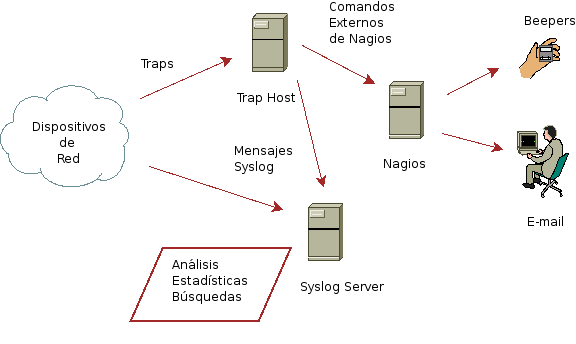 Comandos
Externos
de Nagios
Beepers
Traps
Trap Host
Dispositivos
de
Red
Mensajes
Syslog
Nagios
E-mail
Análisis
Estadísticas
Búsquedas
Syslog Server